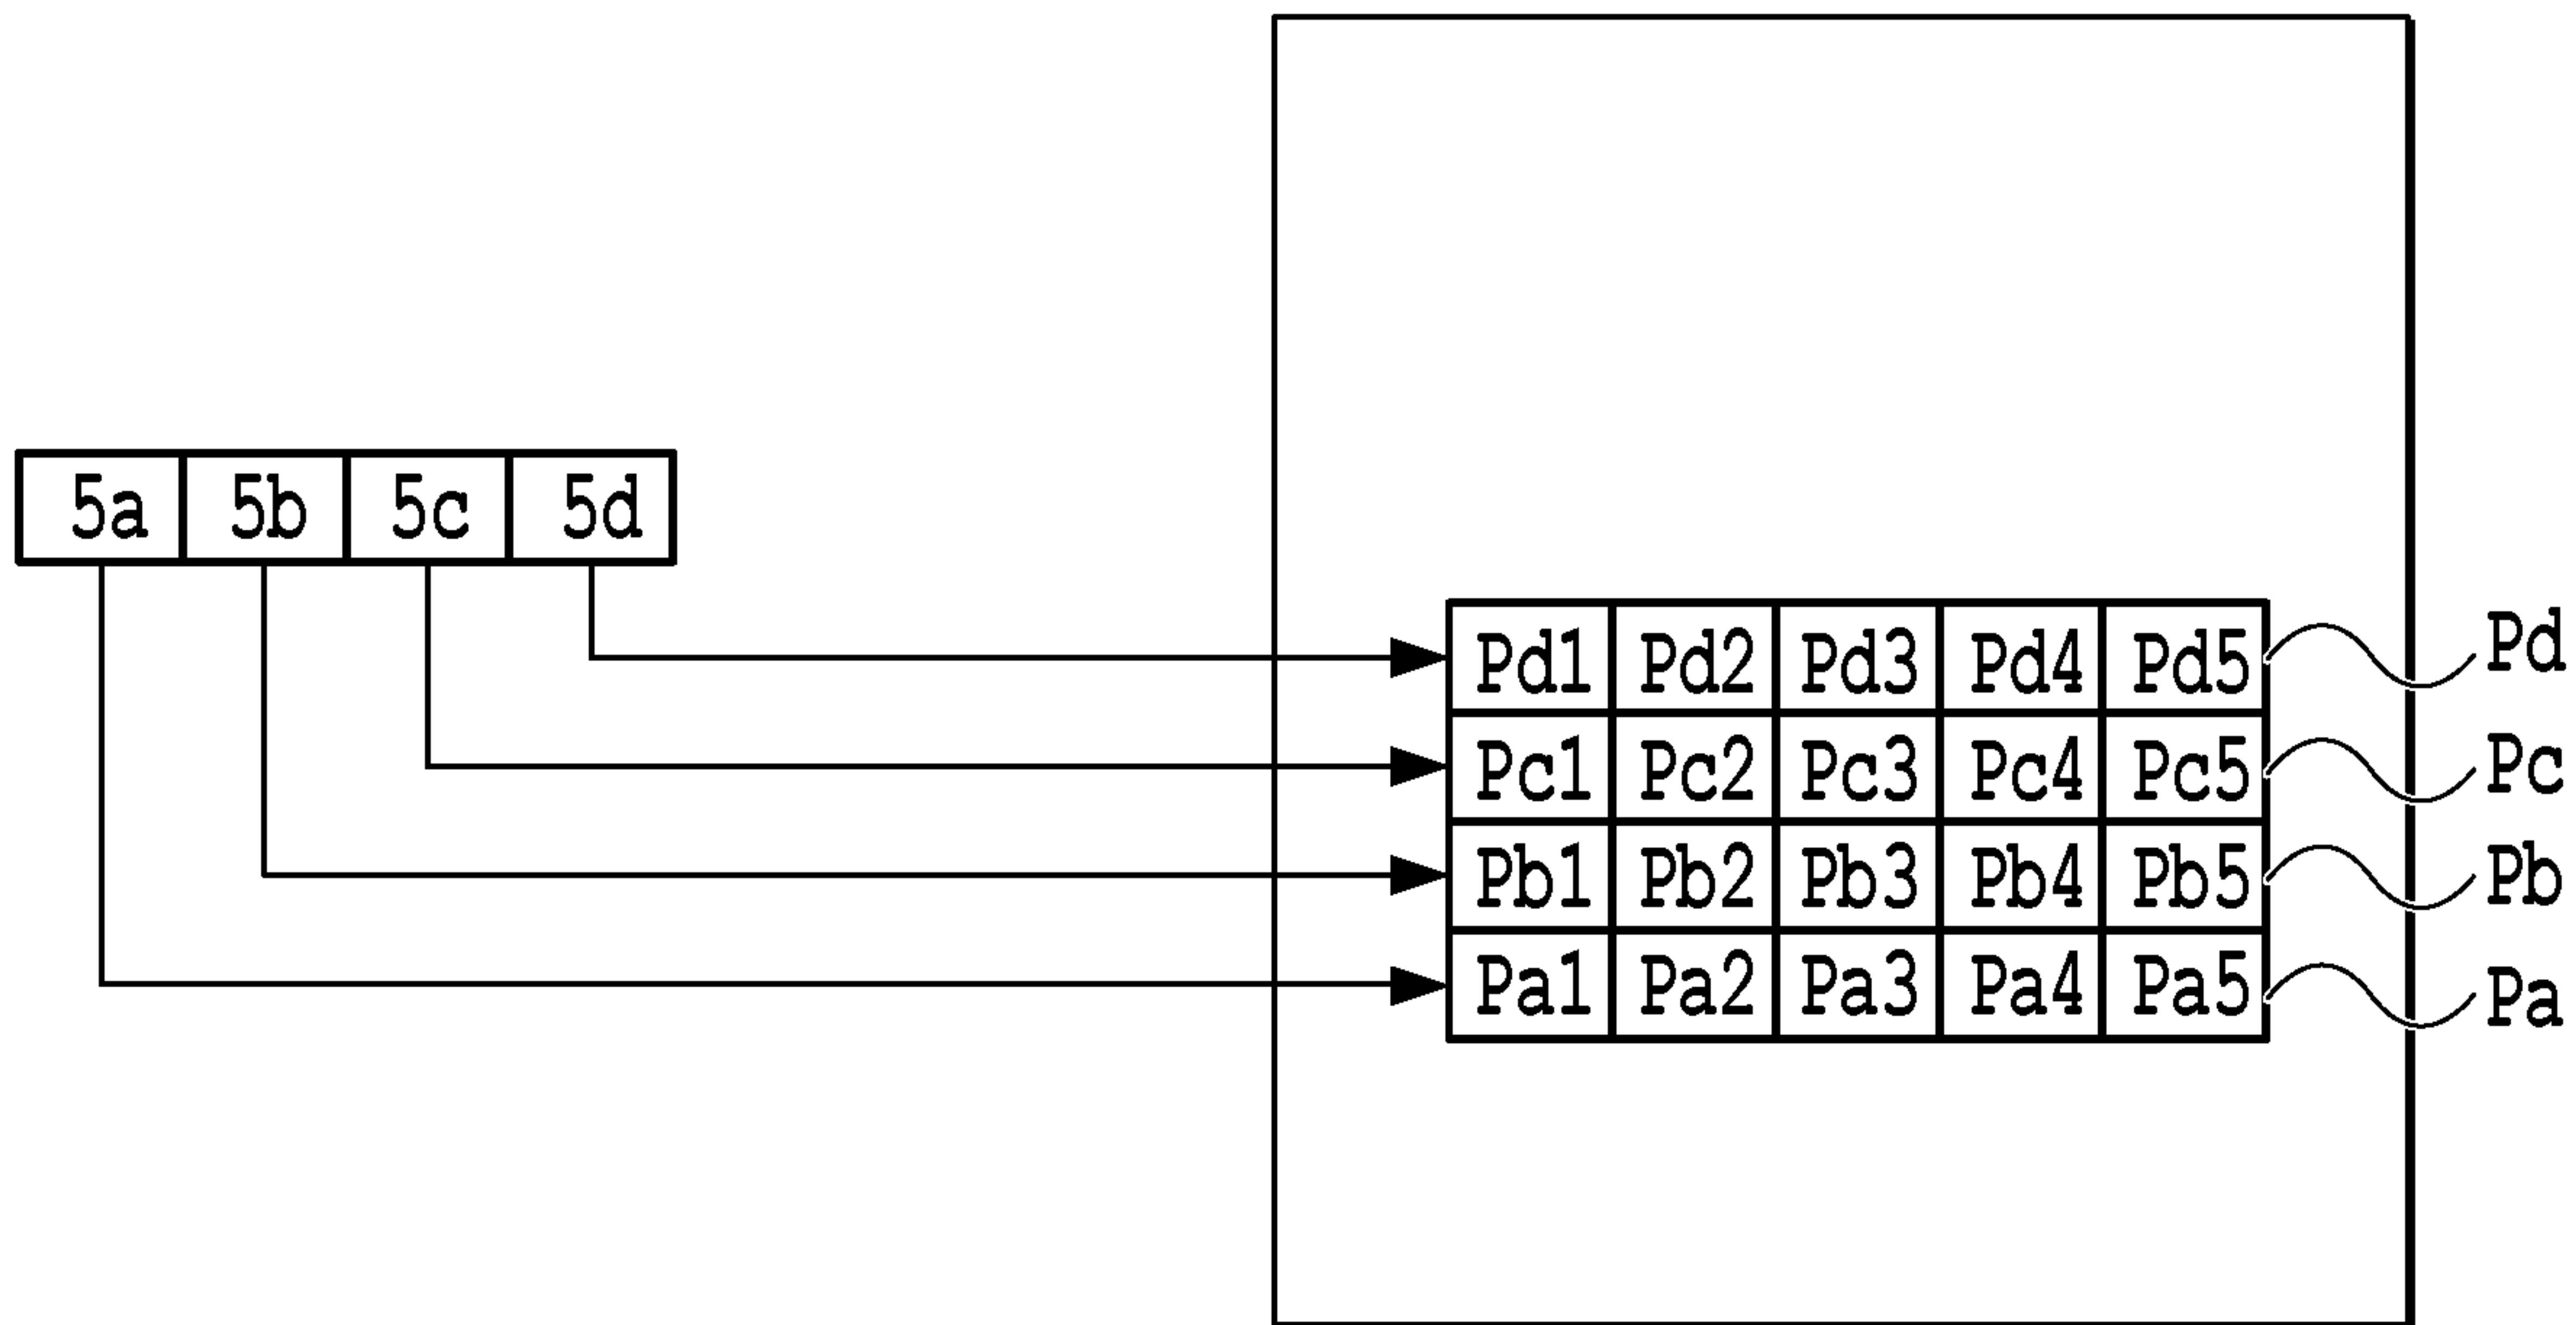 5a 5b 5c 5d
Pd1 Pd2 Pd3 Pd4 Pd5 Pd
Pc1 Pc2 Pc3 Pc4 Pc5 Pc
Pb1 Pb2 Pb3 Pb4 Pb5 Pb
Pa1 Pa2 Pa3 Pa4 Pa5 Pa